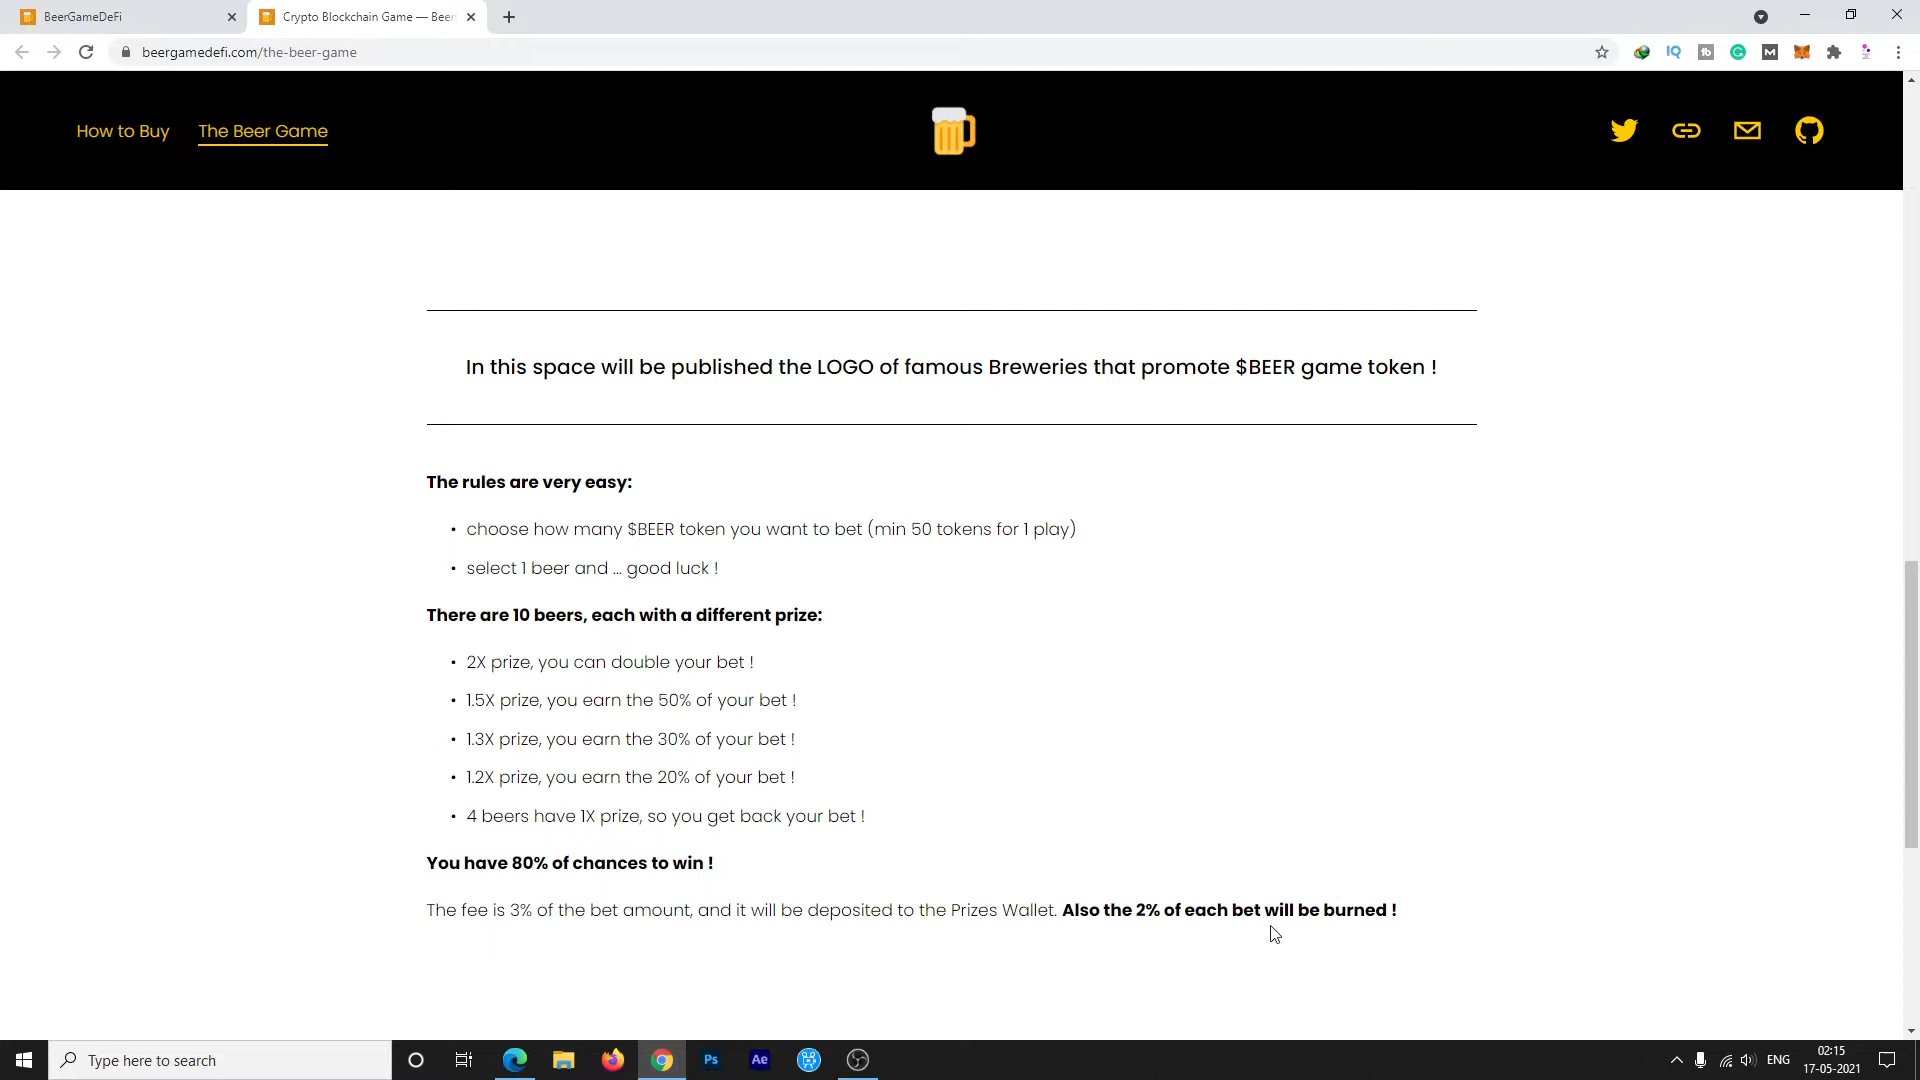 BeerGameDeFi
Crypto Blockchain Game — Beer
beergamedefi.com/the-beer-game
How to Buy
The Beer Game
In this space will be published the LOGO of famous Breweries that promote $BEER game token !
The rules are very easy:
• choose how many $BEER token you want to bet (min 50 tokens for 1 play)
• select 1 beer and ... good luck !
There are 10 beers, each with a different prize:
• 2X prize, you can double your bet !
• 1.5X prize, you earn the 50% of your bet !
• 1.3X prize, you earn the 30% of your bet !
• 1.2X prize, you earn the 20% of your bet !
• 4 beers have 1X prize, so you get back your bet !
You have 80% of chances to win !
The fee is 3% of the bet amount, and it will be deposited to the Prizes Wallet. Also the 2% of each bet will be burned !
Type here to search
Ps
Ae
ENG
02:15
17-05-2021